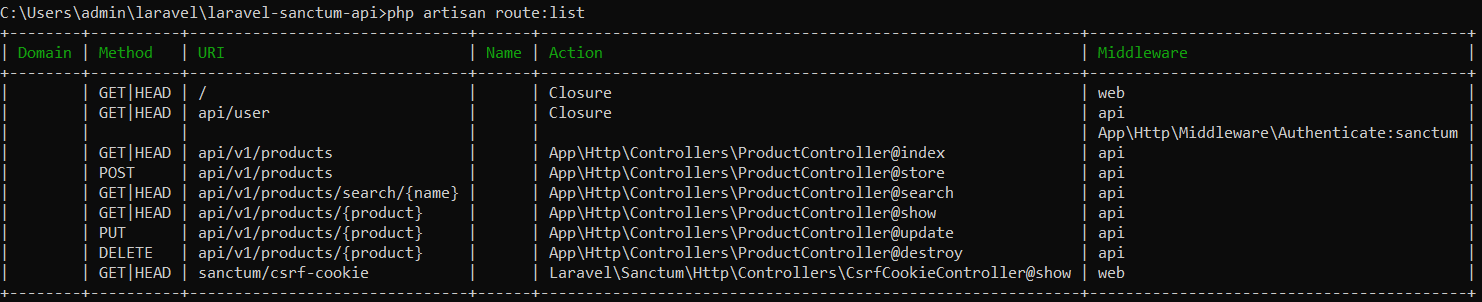 C:\Users\admin\laravel\laravel-sanctum-api>php artisan route:list
+--------+----------+-------------------------------+------+------------------------------------------------------------+------------------------------------------+
| Domain | Method   | URI                           | Name | Action                                                     | Middleware                               |
+--------+----------+-------------------------------+------+------------------------------------------------------------+------------------------------------------+
|        | GET|HEAD | /                             |      | Closure                                                    | web                                      |
|        | GET|HEAD | api/user                      |      | Closure                                                    | api                                      |
|        |          |                               |      |                                                            | App\Http\Middleware\Authenticate:sanctum |
|        | GET|HEAD | api/v1/products               |      | App\Http\Controllers\ProductController@index               | api                                      |
|        | POST     | api/v1/products               |      | App\Http\Controllers\ProductController@store               | api                                      |
|        | GET|HEAD | api/v1/products/search/{name} |      | App\Http\Controllers\ProductController@search              | api                                      |
|        | GET|HEAD | api/v1/products/{product}     |      | App\Http\Controllers\ProductController@show                | api                                      |
|        | PUT      | api/v1/products/{product}     |      | App\Http\Controllers\ProductController@update              | api                                      |
|        | DELETE   | api/v1/products/{product}     |      | App\Http\Controllers\ProductController@destroy             | api                                      |
|        | GET|HEAD | sanctum/csrf-cookie           |      | Laravel\Sanctum\Http\Controllers\CsrfCookieController@show | web                                      |
+--------+----------+-------------------------------+------+------------------------------------------------------------+------------------------------------------+